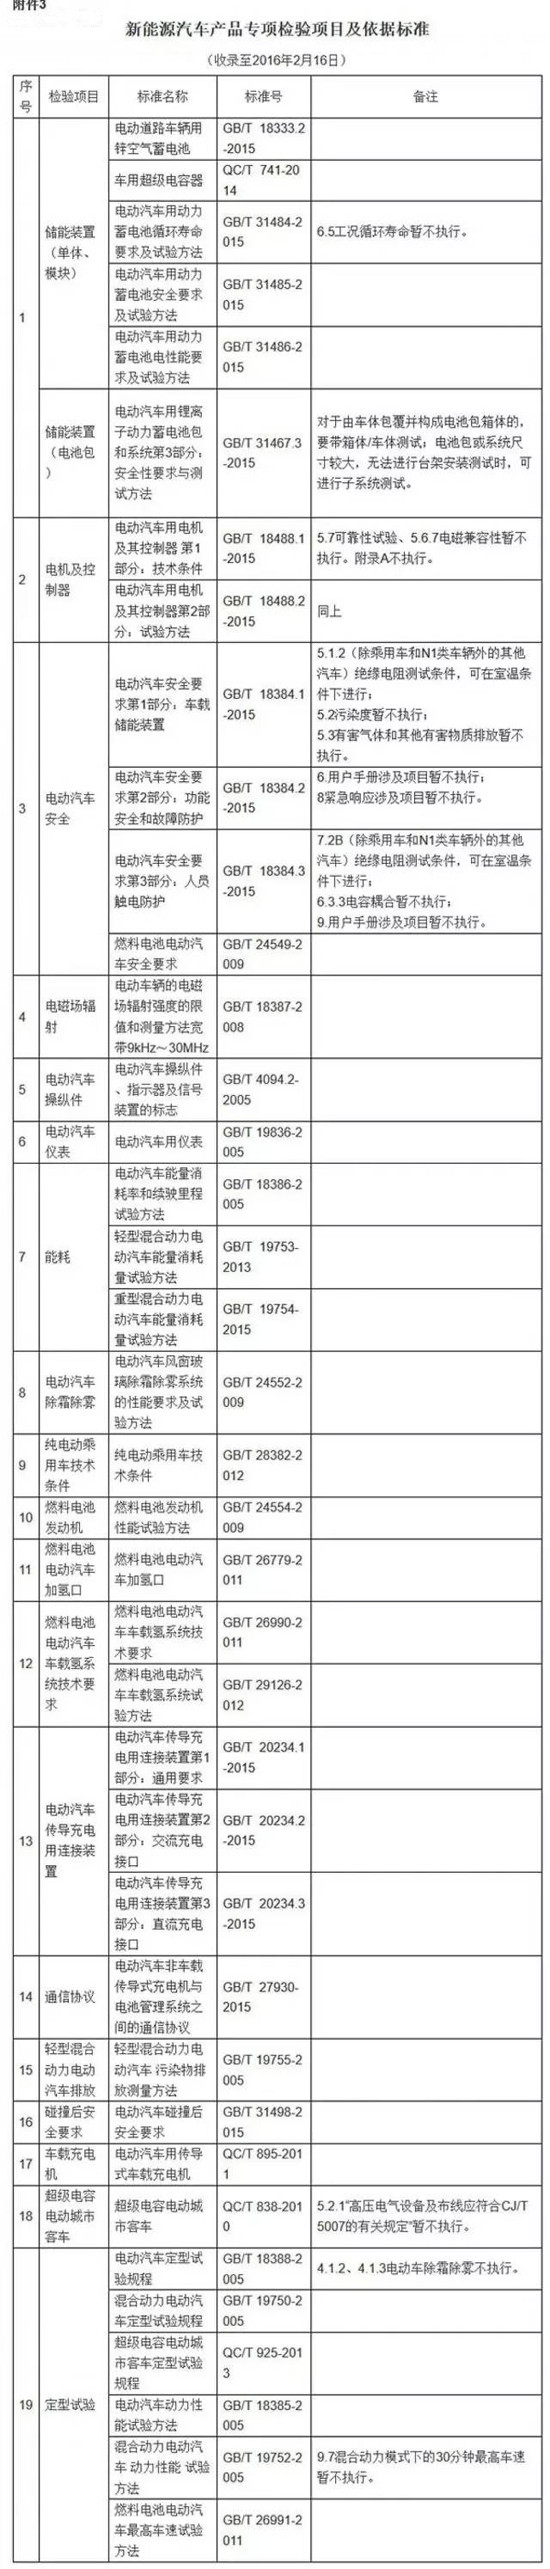 附件3
新能源汽车产品专项检验项目及依据标准
（收录至2016年2月16日）
序
号
检验项目
标准名称
标准号
备注
1
储能装置
（单体、
模块）
电动道路车辆用
锌空气蓄电池
GB/T 18333.2
-2015
车用超级电容器
QC/T 741-20
14
电动汽车用动力
蓄电池循环寿命
要求及试验方法
GB/T 31484-2
015
6.5工况循环寿命暂不执行。
电动汽车用动力
蓄电池安全要求
及试验方法
GB/T 31485-2
015
电动汽车用动力
蓄电池电性能要
求及试验方法
GB/T 31486-2
015
储能装置
（电池包
）
电动汽车用锂离
子动力蓄电池包
和系统第3部分：
安全性要求与测
试方法
GB/T 31467.3
-2015
对于由车体包覆并构成电池包箱体的，
要带箱体/车体测试；电池包或系统尺
寸较大，无法进行台架安装测试时，可
进行子系统测试。
2
电机及控
制器
电动汽车用电机
及其控制器 第1
部分：技术条件
GB/T 18488.1
-2015
5.7可靠性试验、5.6.7电磁兼容性暂不
执行。附录A不执行。
电动汽车用电机
及其控制器第2部
分：试验方法
GB/T 18488.2
-2015
同上
3
电动汽车
安全
电动汽车安全要
求第1部分：车载
储能装置
GB/T 18384.1
-2015
5.1.2（除乘用车和N1类车辆外的其他
汽车）绝缘电阻测试条件，可在室温条
件下进行；
5.2污染度暂不执行；
5.3有害气体和其他有害物质排放暂不
执行。
电动汽车安全要
求第2部分：功能
安全和故障防护
GB/T 18384.2
-2015
6.用户手册涉及项目暂不执行；
8紧急响应涉及项目暂不执行。
电动汽车安全要
求第3部分：人员
触电防护
GB/T 18384.3
-2015
7.2B（除乘用车和N1类车辆外的其他
汽车）绝缘电阻测试条件，可在室温条
件下进行；
6.3.3电容耦合暂不执行；
9.用户手册涉及项目暂不执行。
燃料电池电动汽
车安全要求
GB/T 24549-2
009
4
电磁场辐
射
电动车辆的电磁
场辐射强度的限
值和测量方法宽
带9kHz～30MHz
GB/T 18387-2
008
5
电动汽车
操纵件
电动汽车操纵件
、指示器及信号
装置的标志
GB/T 4094.2-
2005
6
电动汽车
仪表
电动汽车用仪表
GB/T 19836-2
005
7
能耗
电动汽车能量消
耗率和续驶里程
试验方法
GB/T 18386-2
005
轻型混合动力电
动汽车能量消耗
量试验方法
GB/T 19753-
2013
重型混合动力电
动汽车能量消耗
量试验方法
GB/T 19754-
2015
8
电动汽车
除霜除雾
电动汽车风窗玻
璃除霜除雾系统
的性能要求及试
验方法
GB/T 24552-2
009
9
纯电动乘
用车技术
条件
纯电动乘用车技
术条件
GB/T 28382-2
012
10
燃料电池
发动机
燃料电池发动机
性能试验方法
GB/T 24554-2
009
11
燃料电池
电动汽车
加氢口
燃料电池电动汽
车加氢口
GB/T 26779-2
011
12
燃料电池
电动汽车
车载氢系
统技术要
求
燃料电池电动汽
车车载氢系统技
术要求
GB/T 26990-2
011
燃料电池电动汽
车车载氢系统试
验方法
GB/T 29126-2
012
13
电动汽车
传导充电
用连接装
置
电动汽车传导充
电用连接装置第1
部分：通用要求
GB/T 20234.1
-2015
电动汽车传导充
电用连接装置第2
部分：交流充电
接口
GB/T 20234.2
-2015
电动汽车传导充
电用连接装置第3
部分：直流充电
接口
GB/T 20234.3
-2015
14
通信协议
电动汽车非车载
传导式充电机与
电池管理系统之
间的通信协议
GB/T 27930-
2015
15
轻型混合
动力电动
汽车排放
轻型混合动力电
动汽车 污染物排
放测量方法
GB/T 19755-2
005
16
碰撞后安
全要求
电动汽车碰撞后
安全要求
GB/T 31498-2
015
17
车载充电
机
电动汽车用传导
式车载充电机
QC/T 895-201
1
18
超级电容
电动城市
客车
超级电容电动城
市客车
QC/T 838-201
0
5.2.1“高压电气设备及布线应符合CJ/T
5007的有关规定”暂不执行。
19
定型试验
电动汽车定型试
验规程
GB/T 18388-2
005
4.1.2、4.1.3电动车除霜除雾不执行。
混合动力电动汽
车定型试验规程
GB/T 19750-2
005
超级电容电动城
市客车定型试验
规程
QC/T 925-201
3
电动汽车动力性
能试验方法
GB/T 18385-2
005
混合动力电动汽
车 动力性能 试验
方法
GB/T 19752-2
005
9.7混合动力模式下的30分钟最高车速
暂不执行。
燃料电池电动汽
车最高车速试验
方法
GB/T 26991-2
011